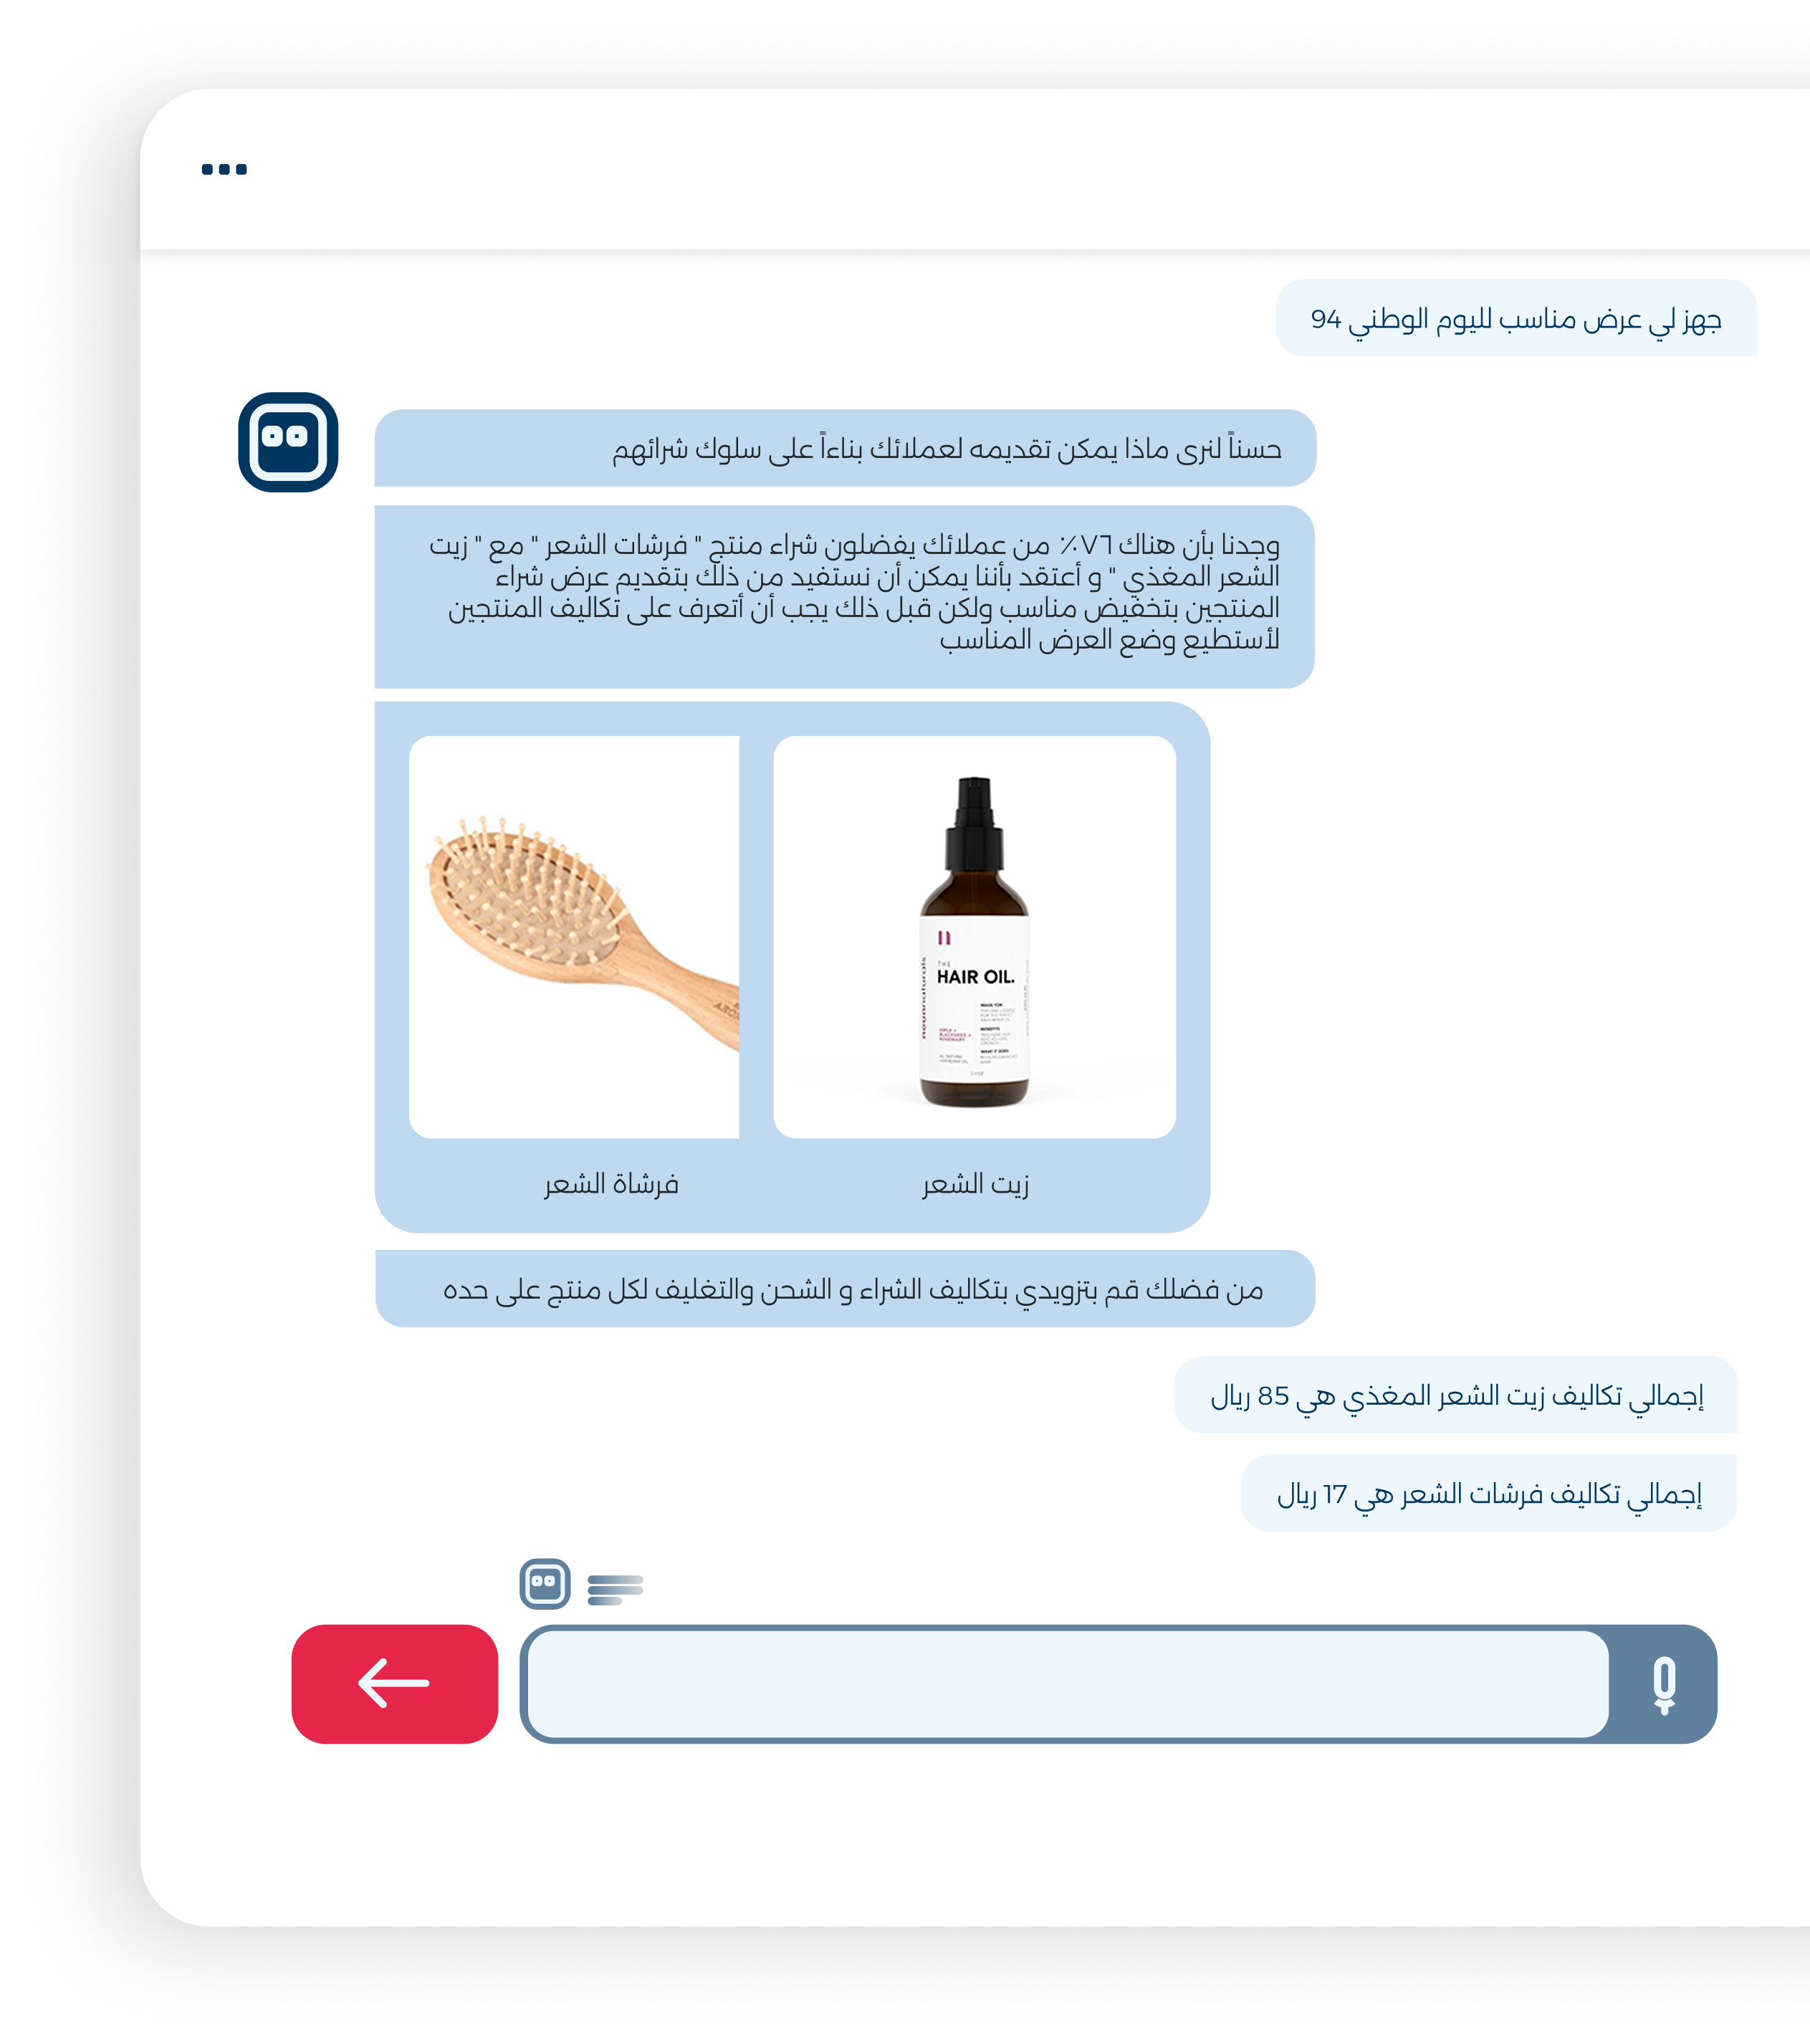 جهز لي عرض مناسب لليوم الوطني 94
حسناً لنرى ماذا يمكن تقديمه لعملائك بناءاً على سلوك شرائهم
وجدنا بأن هناك ٧٦٪ من عملائك يفضلون شراء منتج " فرشات الشعر " مع " زيت
الشعر المغذي " و أعتقد بأننا يمكن أن نستفيد من ذلك بتقديم عرض شراء
المنتجين بتخفيض مناسب ولكن قبل ذلك يجب أن أتعرف على تكاليف المنتجين
لأستطيع وضع العرض المناسب
THE
HAIR OIL.
زيت الشعر
فرشاة الشعر
من فضلك قم بتزويدي بتكاليف الشراء و الشحن والتغليف لكل منتج على حده
إجمالي تكاليف زيت الشعر المغذي هي 85 ريال
إجمالي تكاليف فرشات الشعر هي 17 ريال